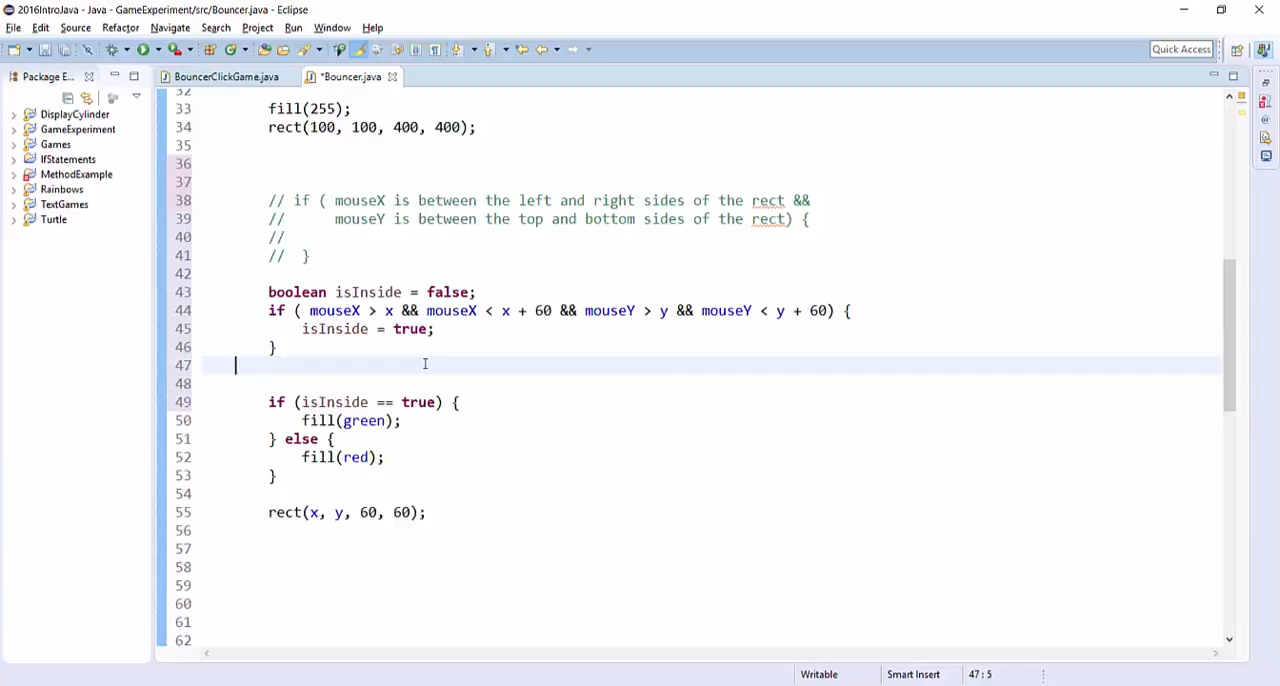 2016IntroJava - Java - GameExperiment/src/Bouncer.java - Eclipse
File Edit Source Refactor Navigate Search Project Run Window Help
Quick Access
Package E...
BouncerClickGame.java
*Bouncer.java
DisplayCylinder
GameExperiment
Games
IfStatements
MethodExample
Rainbows
TextGames
Turtle
32
33 fill(255);
34 rect(100, 100, 400, 400);
35
36
37
38 // if ( mouseX is between the left and right sides of the rect &&
39 // mouseY is between the top and bottom sides of the rect) {
40 //
41 // }
42
43 boolean isInside = false;
44 if ( mouseX > x && mouseX < x + 60 && mouseY > y && mouseY < y + 60) {
45 isInside = true;
46 }
47
48
49 if (isInside == true) {
50 fill(green);
51 } else {
52 fill(red);
53 }
54
55 rect(x, y, 60, 60);
56
57
58
59
60
61
62
Writable Smart Insert 47 : 5